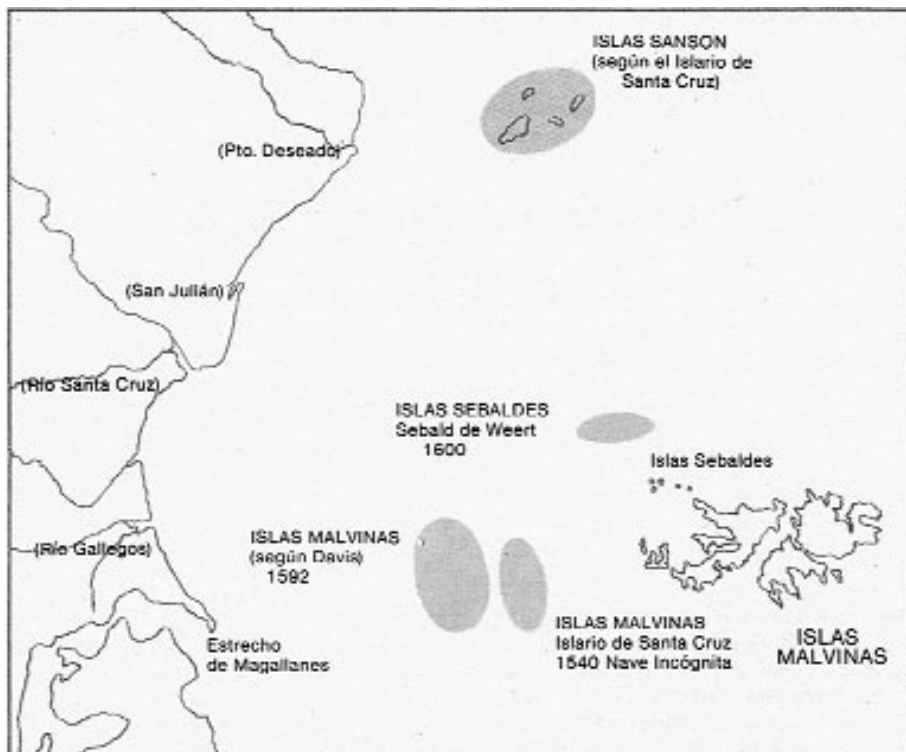 ISLAS SANSON
(según el Islario de
Santa Cruz)
(Pto. Deseado)
(San Julián)
(Río Santa Cruz)
ISLAS SEBALDES
Sebald de Weert
1600
Islas Sebaldes
(Río Gallegos)
ISLAS MALVINAS
(según Davis)
1592
Estrecho
de Magallanes
ISLAS MALVINAS
Islario de Santa Cruz
1540 Nave Incógnita
ISLAS
MALVINAS